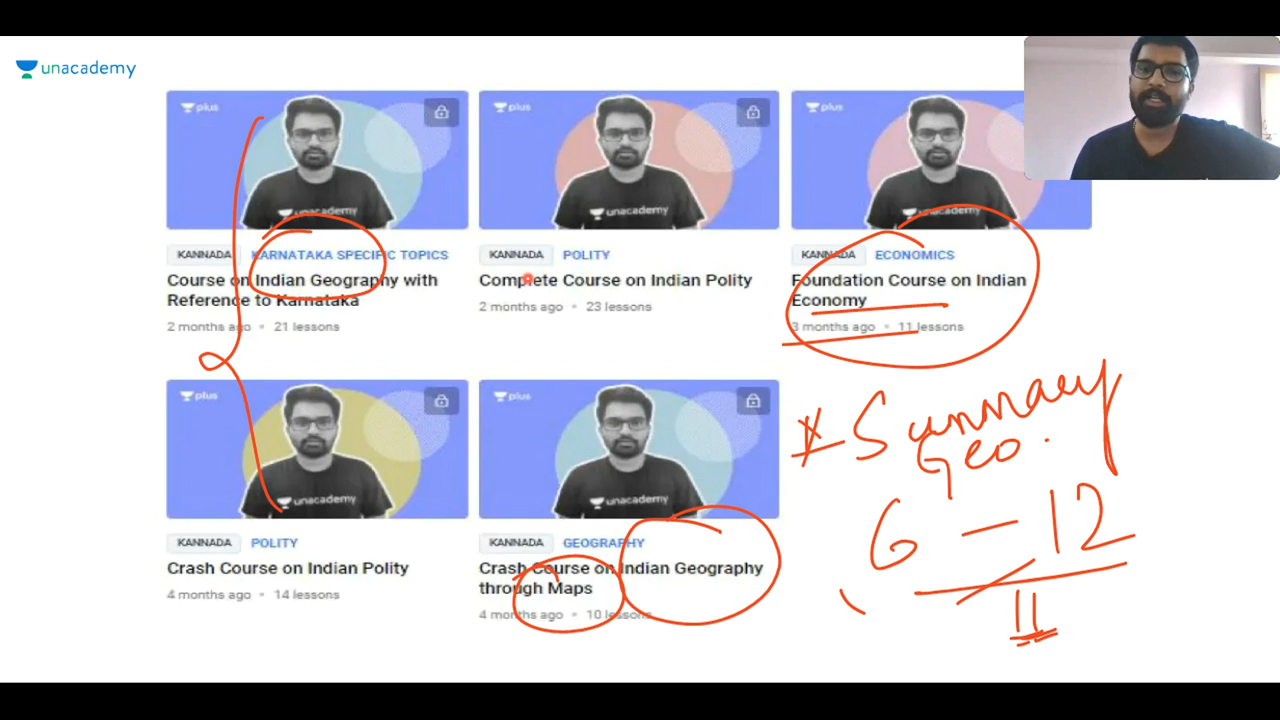 unacademy
plus
plus
plus
unacademy
unacademy
unacademy
KANNADA KARNATAKA SPECIFIC TOPICS
Course on Indian Geography with
Reference to Karnataka
2 months ago • 21 lessons
KANNADA POLITY
Complete Course on Indian Polity
2 months ago • 23 lessons
KANNADA ECONOMICS
Foundation Course on Indian
Economy
3 months ago • 11 lessons
plus
plus
unacademy
unacademy
KANNADA POLITY
Crash Course on Indian Polity
4 months ago • 14 lessons
KANNADA GEOGRAPHY
Crash Course on Indian Geography
through Maps
4 months ago • 10 lessons
* Summary
Geo.
6 – 12
11